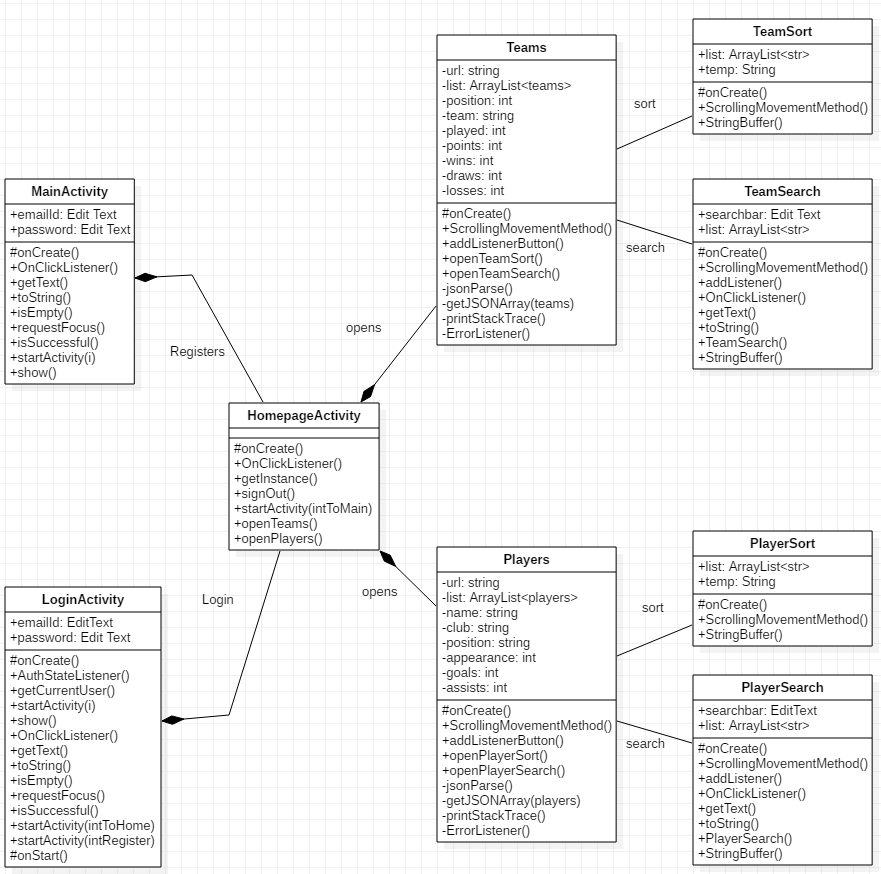 Teams
-url: string
-list: ArrayList<teams>
-position: int
-team: string
-played: int
-points: int
-wins: int
-draws: int
-losses: int
#onCreate()
+ScrollingMovementMethod()
+addListenerButton()
+openTeamSort()
+openTeamSearch()
-jsonParse()
-getJSONArray(teams)
-printStackTrace()
-ErrorListener()
sort
TeamSort
+list: ArrayList<str>
+temp: String
#onCreate()
+ScrollingMovementMethod()
+StringBuffer()
search
TeamSearch
+searchbar: Edit Text
+list: ArrayList<str>
#onCreate()
+ScrollingMovementMethod()
+addListener()
+OnClickListener()
+getText()
+toString()
+TeamSearch()
+StringBuffer()
MainActivity
+emailId: Edit Text
+password: Edit Text
#onCreate()
+OnClickListener()
+getText()
+toString()
+isEmpty()
+requestFocus()
+isSuccessful()
+startActivity(i)
+show()
Registers
opens
HomepageActivity
#onCreate()
+OnClickListener()
+getInstance()
+signOut()
+startActivity(intToMain)
+openTeams()
+openPlayers()
Login
opens
LoginActivity
+emailId: EditText
+password: Edit Text
#onCreate()
+AuthStateListener()
+getCurrentUser()
+startActivity(i)
+show()
+OnClickListener()
+getText()
+toString()
+isEmpty()
+requestFocus()
+isSuccessful()
+startActivity(intToHome)
+startActivity(intRegister)
#onStart()
Players
-url: string
-list: ArrayList<players>
-name: string
-club: string
-position: string
-appearance: int
-goals: int
-assists: int
#onCreate()
+ScrollingMovementMethod()
+addListenerButton()
+openPlayerSort()
+openPlayerSearch()
-jsonParse()
-getJSONArray(players)
-printStackTrace()
-ErrorListener()
sort
PlayerSort
+list: ArrayList<str>
+temp: String
#onCreate()
+ScrollingMovementMethod()
+StringBuffer()
search
PlayerSearch
+searchbar: EditText
+list: ArrayList<str>
#onCreate()
+ScrollingMovementMethod()
+addListener()
+OnClickListener()
+getText()
+toString()
+PlayerSearch()
+StringBuffer()